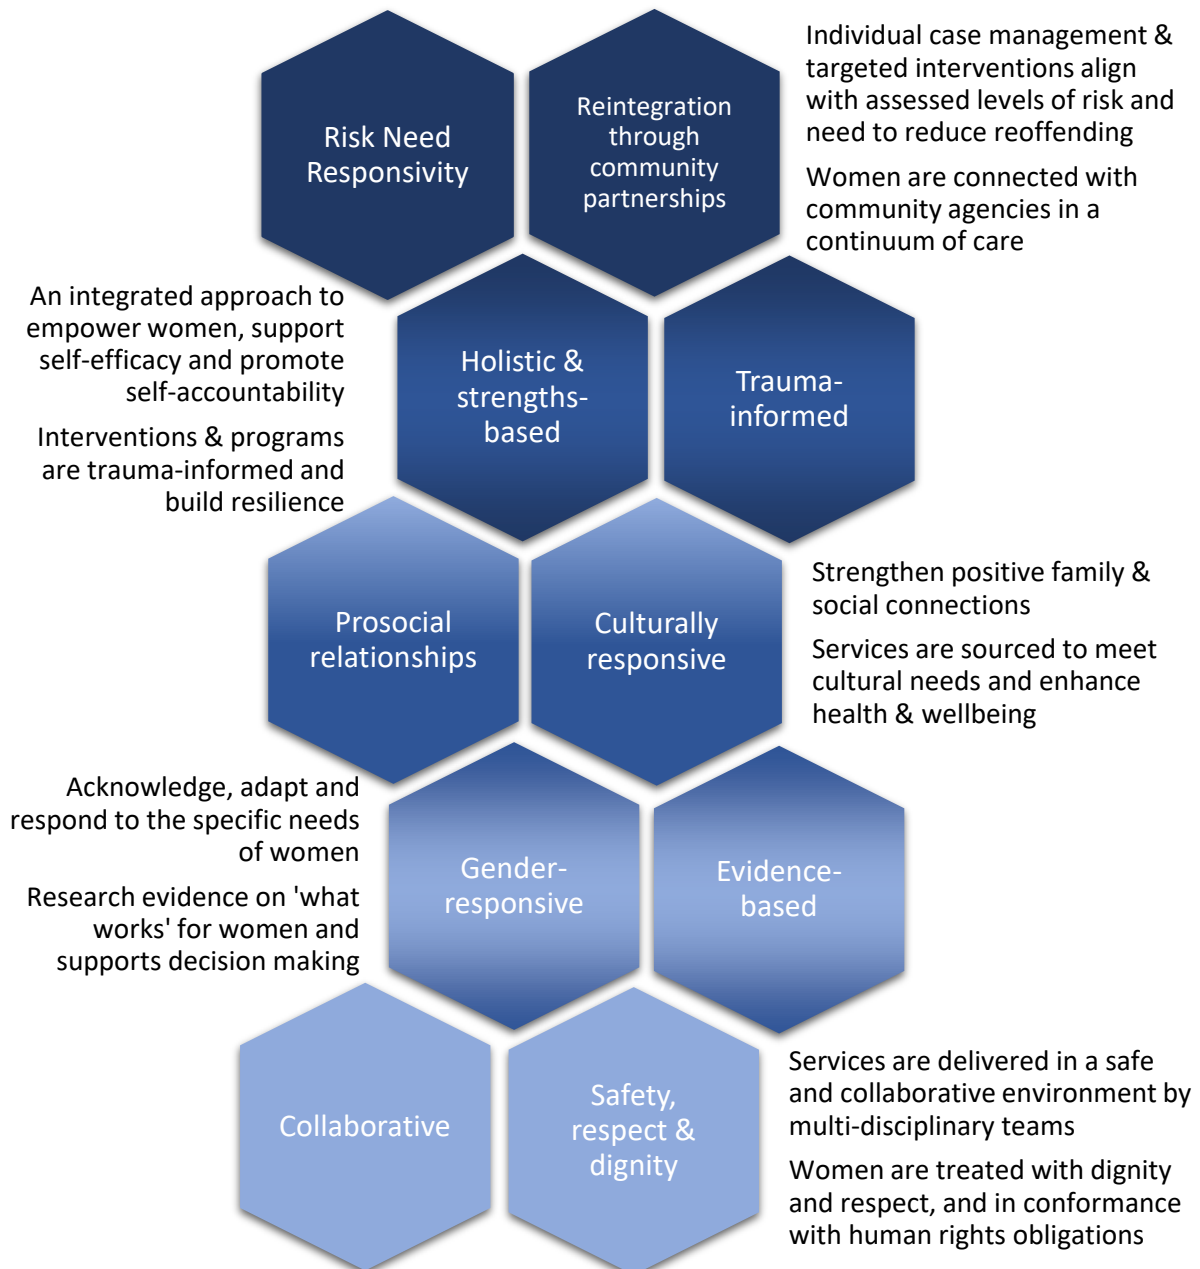 Risk Need
Responsivity
Reintegration
through
community
partnerships
Individual case management &
targeted interventions align
with assessed levels of risk and
need to reduce reoffending
Women are connected with
community agencies in a
continuum of care
An integrated approach to
empower women, support
self-efficacy and promote
self-accountability
Interventions & programs
are trauma-informed and
build resilience
Holistic &
strengths-
based
Trauma-
informed
Prosocial
relationships
Culturally
responsive
Strengthen positive family &
social connections
Services are sourced to meet
cultural needs and enhance
health & wellbeing
Acknowledge, adapt and
respond to the specific needs
of women
Research evidence on 'what
works' for women and
supports decision making
Gender-
responsive
Evidence-
based
Collaborative
Safety,
respect &
dignity
Services are delivered in a safe
and collaborative environment by
multi-disciplinary teams
Women are treated with dignity
and respect, and in conformance
with human rights obligations